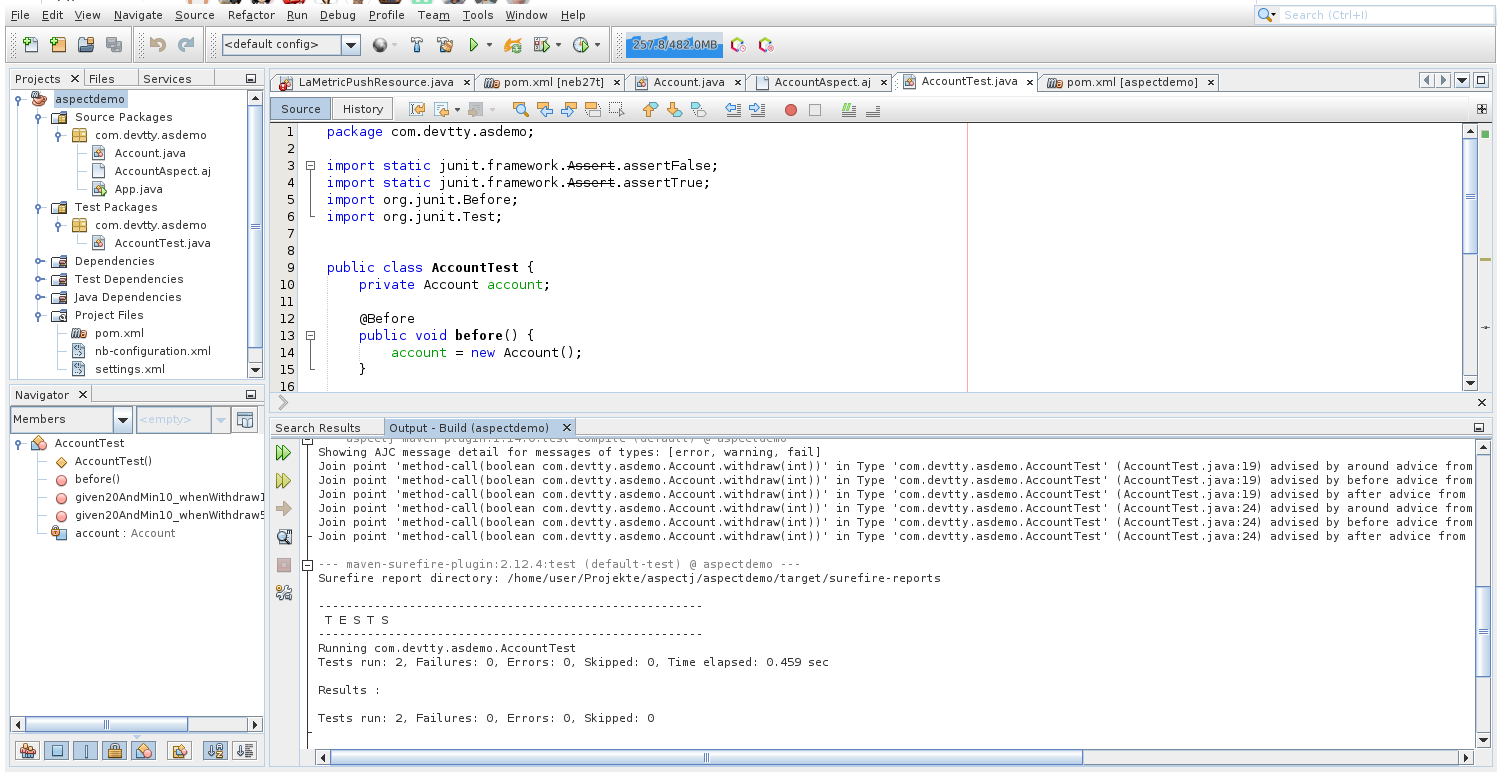 File Edit View Navigate Source Refactor Run Debug Profile Team Tools Window Help
Search (Ctrl+I)
<default config>
257.8/482.0MB
Projects Files Services
aspectdemo
Source Packages
com.devtty.asdemo
Account.java
AccountAspect.aj
App.java
Test Packages
com.devtty.asdemo
AccountTest.java
Dependencies
Test Dependencies
Java Dependencies
Project Files
pom.xml
nb-configuration.xml
settings.xml
Navigator
Members
<empty>
AccountTest
AccountTest()
before()
given20AndMin10_whenWithdraw1
given20AndMin10_whenWithdraw5
account : Account
LaMetricPushResource.java
pom.xml [neb27t]
Account.java
AccountAspect.aj
AccountTest.java
pom.xml [aspectdemo]
Source History
1 package com.devtty.asdemo;
2
3 import static junit.framework.Assert.assertFalse;
4 import static junit.framework.Assert.assertTrue;
5 import org.junit.Before;
6 import org.junit.Test;
7
8
9 public class AccountTest {
10 private Account account;
11
12 @Before
13 public void before() {
14 account = new Account();
15 }
16
Search Results
Output - Build (aspectdemo)
Showing AJC message detail for messages of types: [error, warning, fail]
Join point 'method-call(boolean com.devtty.asdemo.Account.withdraw(int))' in Type 'com.devtty.asdemo.AccountTest' (AccountTest.java:19) advised by around advice from
Join point 'method-call(boolean com.devtty.asdemo.Account.withdraw(int))' in Type 'com.devtty.asdemo.AccountTest' (AccountTest.java:19) advised by before advice from
Join point 'method-call(boolean com.devtty.asdemo.Account.withdraw(int))' in Type 'com.devtty.asdemo.AccountTest' (AccountTest.java:19) advised by after advice from
Join point 'method-call(boolean com.devtty.asdemo.Account.withdraw(int))' in Type 'com.devtty.asdemo.AccountTest' (AccountTest.java:24) advised by around advice from
Join point 'method-call(boolean com.devtty.asdemo.Account.withdraw(int))' in Type 'com.devtty.asdemo.AccountTest' (AccountTest.java:24) advised by before advice from
Join point 'method-call(boolean com.devtty.asdemo.Account.withdraw(int))' in Type 'com.devtty.asdemo.AccountTest' (AccountTest.java:24) advised by after advice from
--- maven-surefire-plugin:2.12.4:test (default-test) @ aspectdemo ---
Surefire report directory: /home/user/Projekte/aspectj/aspectdemo/target/surefire-reports
-------------------------------------------------------
T E S T S
-------------------------------------------------------
Running com.devtty.asdemo.AccountTest
Tests run: 2, Failures: 0, Errors: 0, Skipped: 0, Time elapsed: 0.459 sec
Results :
Tests run: 2, Failures: 0, Errors: 0, Skipped: 0